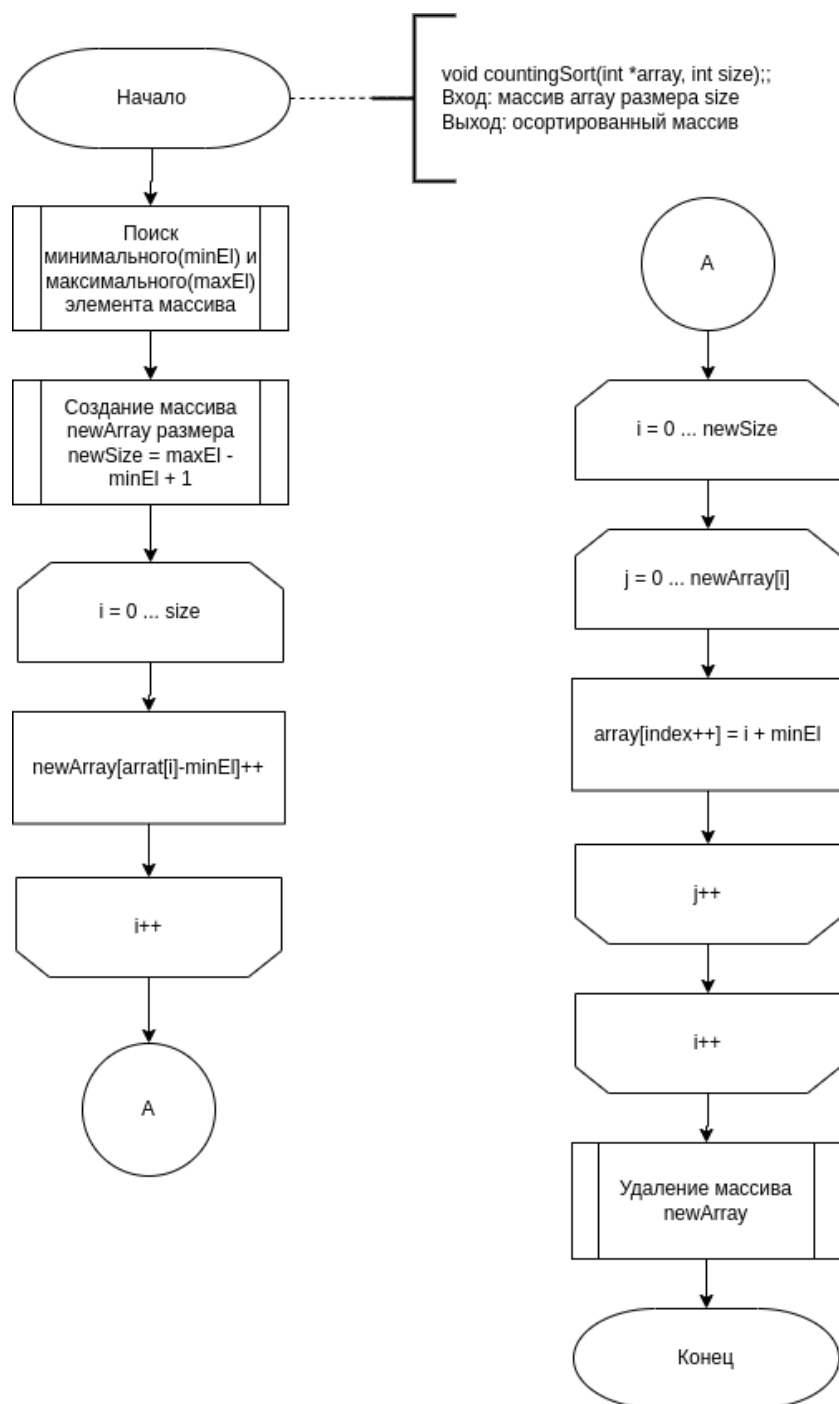 Начало
void countingSort(int *array, int size);;
Вход: массив array размера size
Выход: осортированный массив
Поиск
минимального(minEl) и
максимального(maxEl)
элемента массива
Создание массива
newArray размера
newSize = maxEl -
minEl + 1
i = 0 ... size
newArray[arrat[i]-minEl]++
i++
A
A
i = 0 ... newSize
j = 0 ... newArray[i]
array[index++] = i + minEl
j++
i++
Удаление массива
newArray
Конец